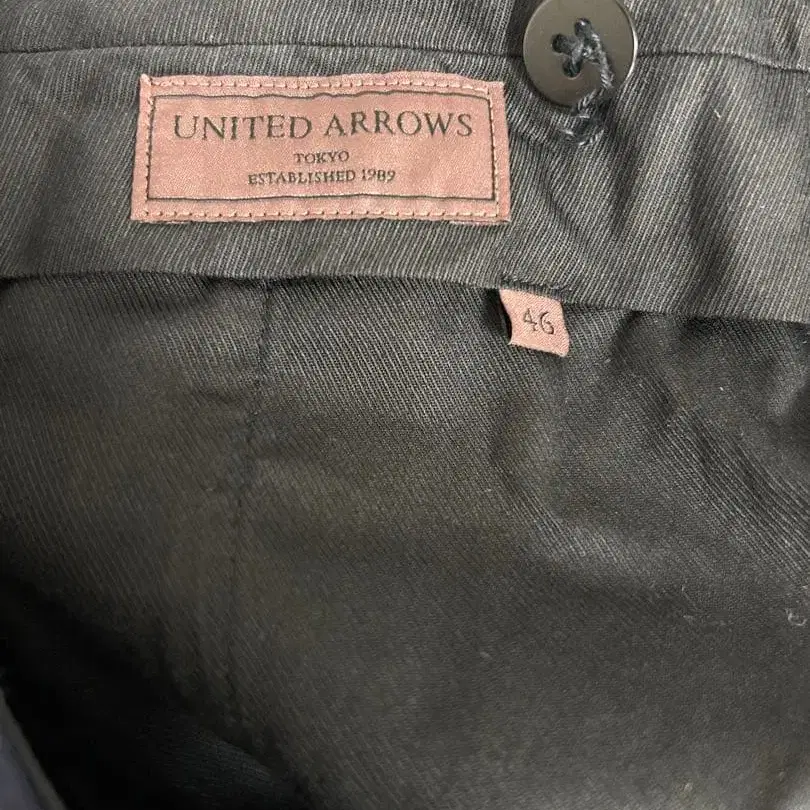 UNITED ARROWS
TOKYO
ESTABLISHED 1989
46